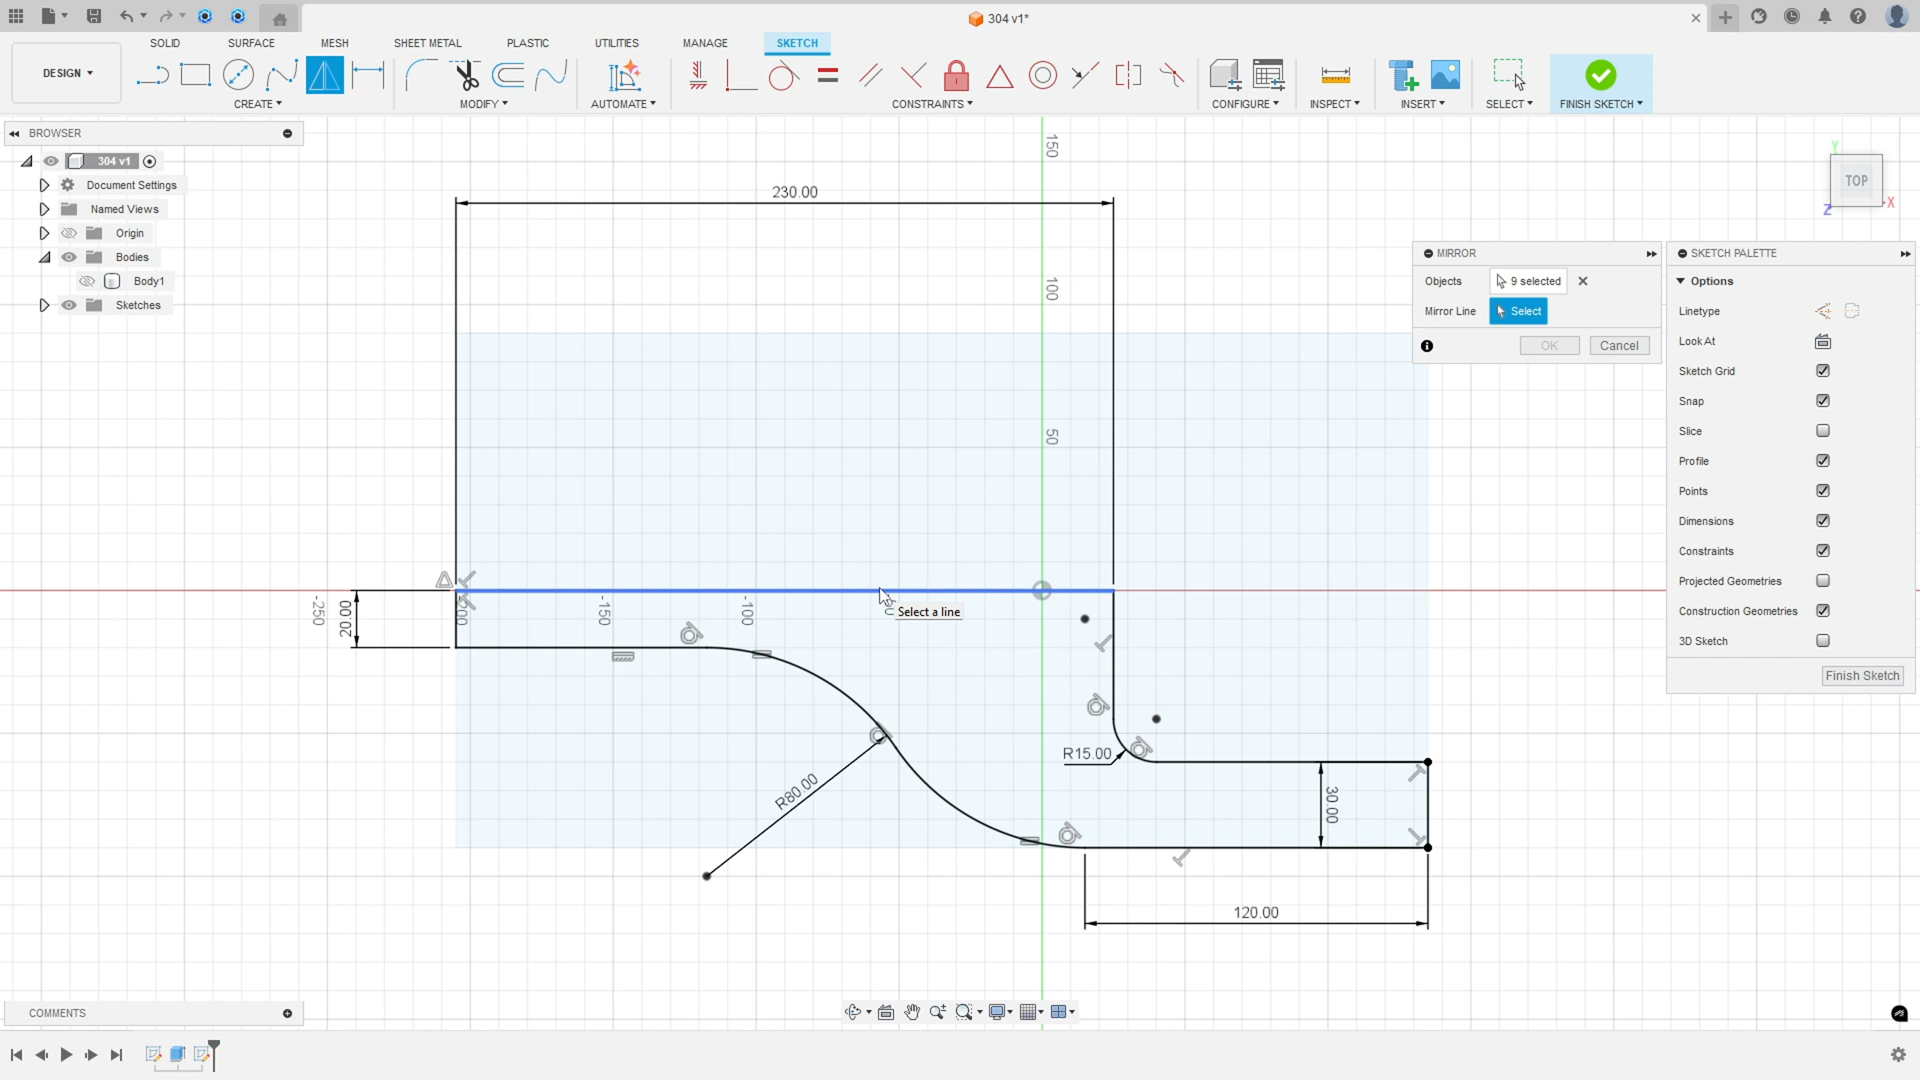 304 v1*
SOLID
SURFACE
MESH
SHEET METAL
PLASTIC
UTILITIES
MANAGE
SKETCH
DESIGN
CREATE
MODIFY
AUTOMATE
CONSTRAINTS
CONFIGURE
INSPECT
INSERT
SELECT
FINISH SKETCH
BROWSER
304 v1
Document Settings
Named Views
Origin
Bodies
Body1
Sketches
150
230.00
100
50
Y
TOP
Z
X
MIRROR
Objects
9 selected
Mirror Line
Select
OK
Cancel
SKETCH PALETTE
Options
Linetype
Look At
Sketch Grid
Snap
Slice
Profile
Points
Dimensions
Constraints
Projected Geometries
Construction Geometries
3D Sketch
Finish Sketch
-250
20.00
-150
-100
Select a line
R80.00
R15.00
30.00
120.00
COMMENTS